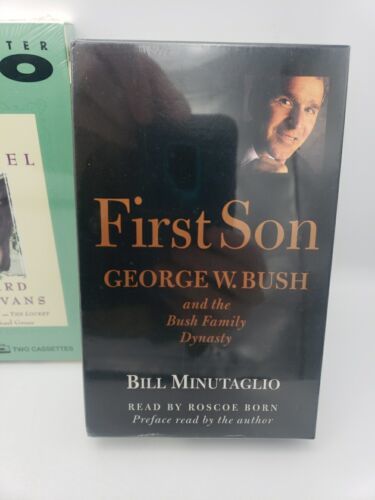 TER
O
EL
ARD
VANS
THE LOCKET
TWO CASSETTES
First Son
GEORGE W. BUSH
and the
Bush Family
Dynasty
BILL MINUTAGLIO
READ BY ROSCOE BORN
Preface read by the author